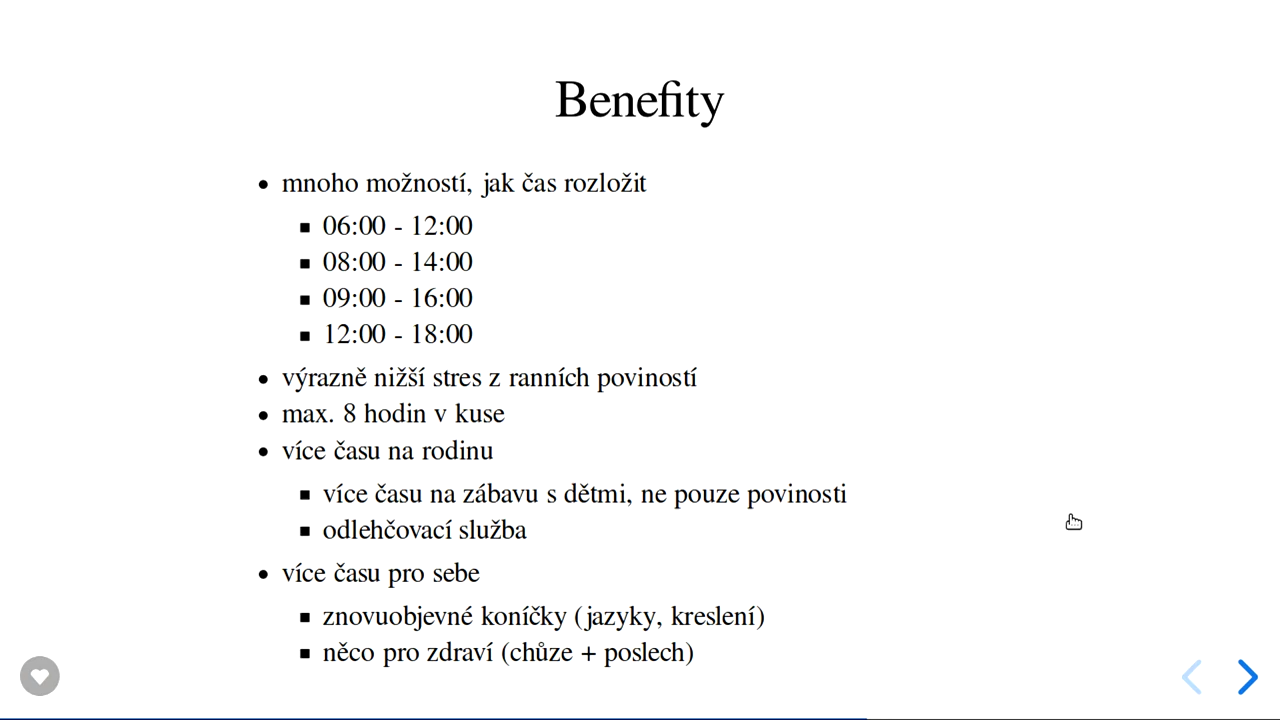 Benefity
mnoho možností, jak čas rozložit
06:00 - 12:00
08:00 - 14:00
09:00 - 16:00
12:00 - 18:00
výrazně nižší stres z ranních poviností
max. 8 hodin v kuse
více času na rodinu
více času na zábavu s dětmi, ne pouze povinosti
odlehčovací služba
více času pro sebe
znovuobjevné koníčky (jazyky, kreslení)
něco pro zdraví (chůze + poslech)